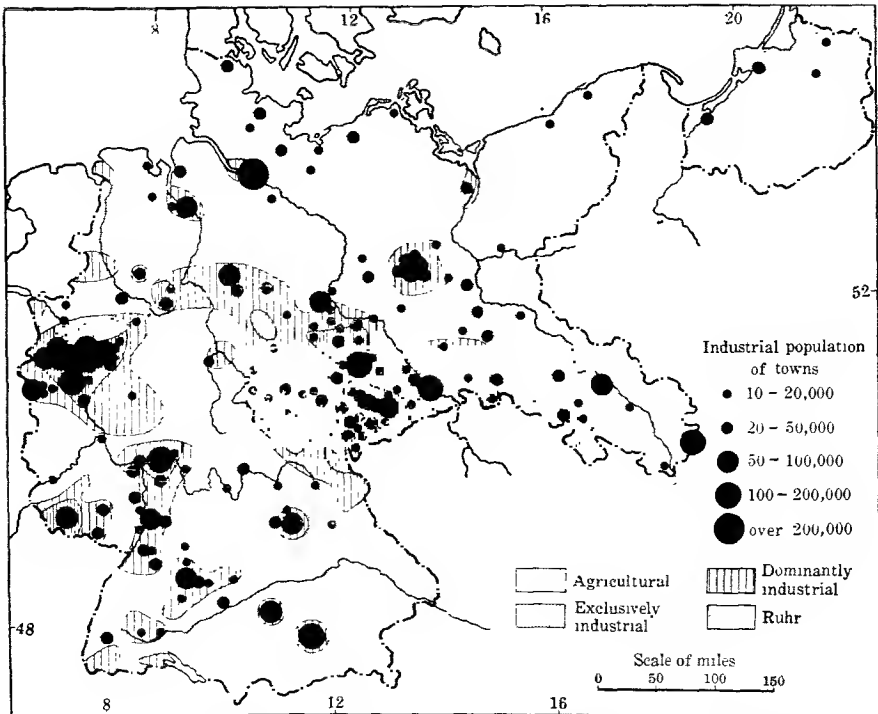 8 12 16 20
52
Industrial population
of towns
10 – 20,000
20 – 50,000
50 – 100,000
100 – 200,000
over 200,000
Agricultural
Dominantly
industrial
Exclusively
industrial
Ruhr
48
Scale of miles
0 50 100 150
8 12 16